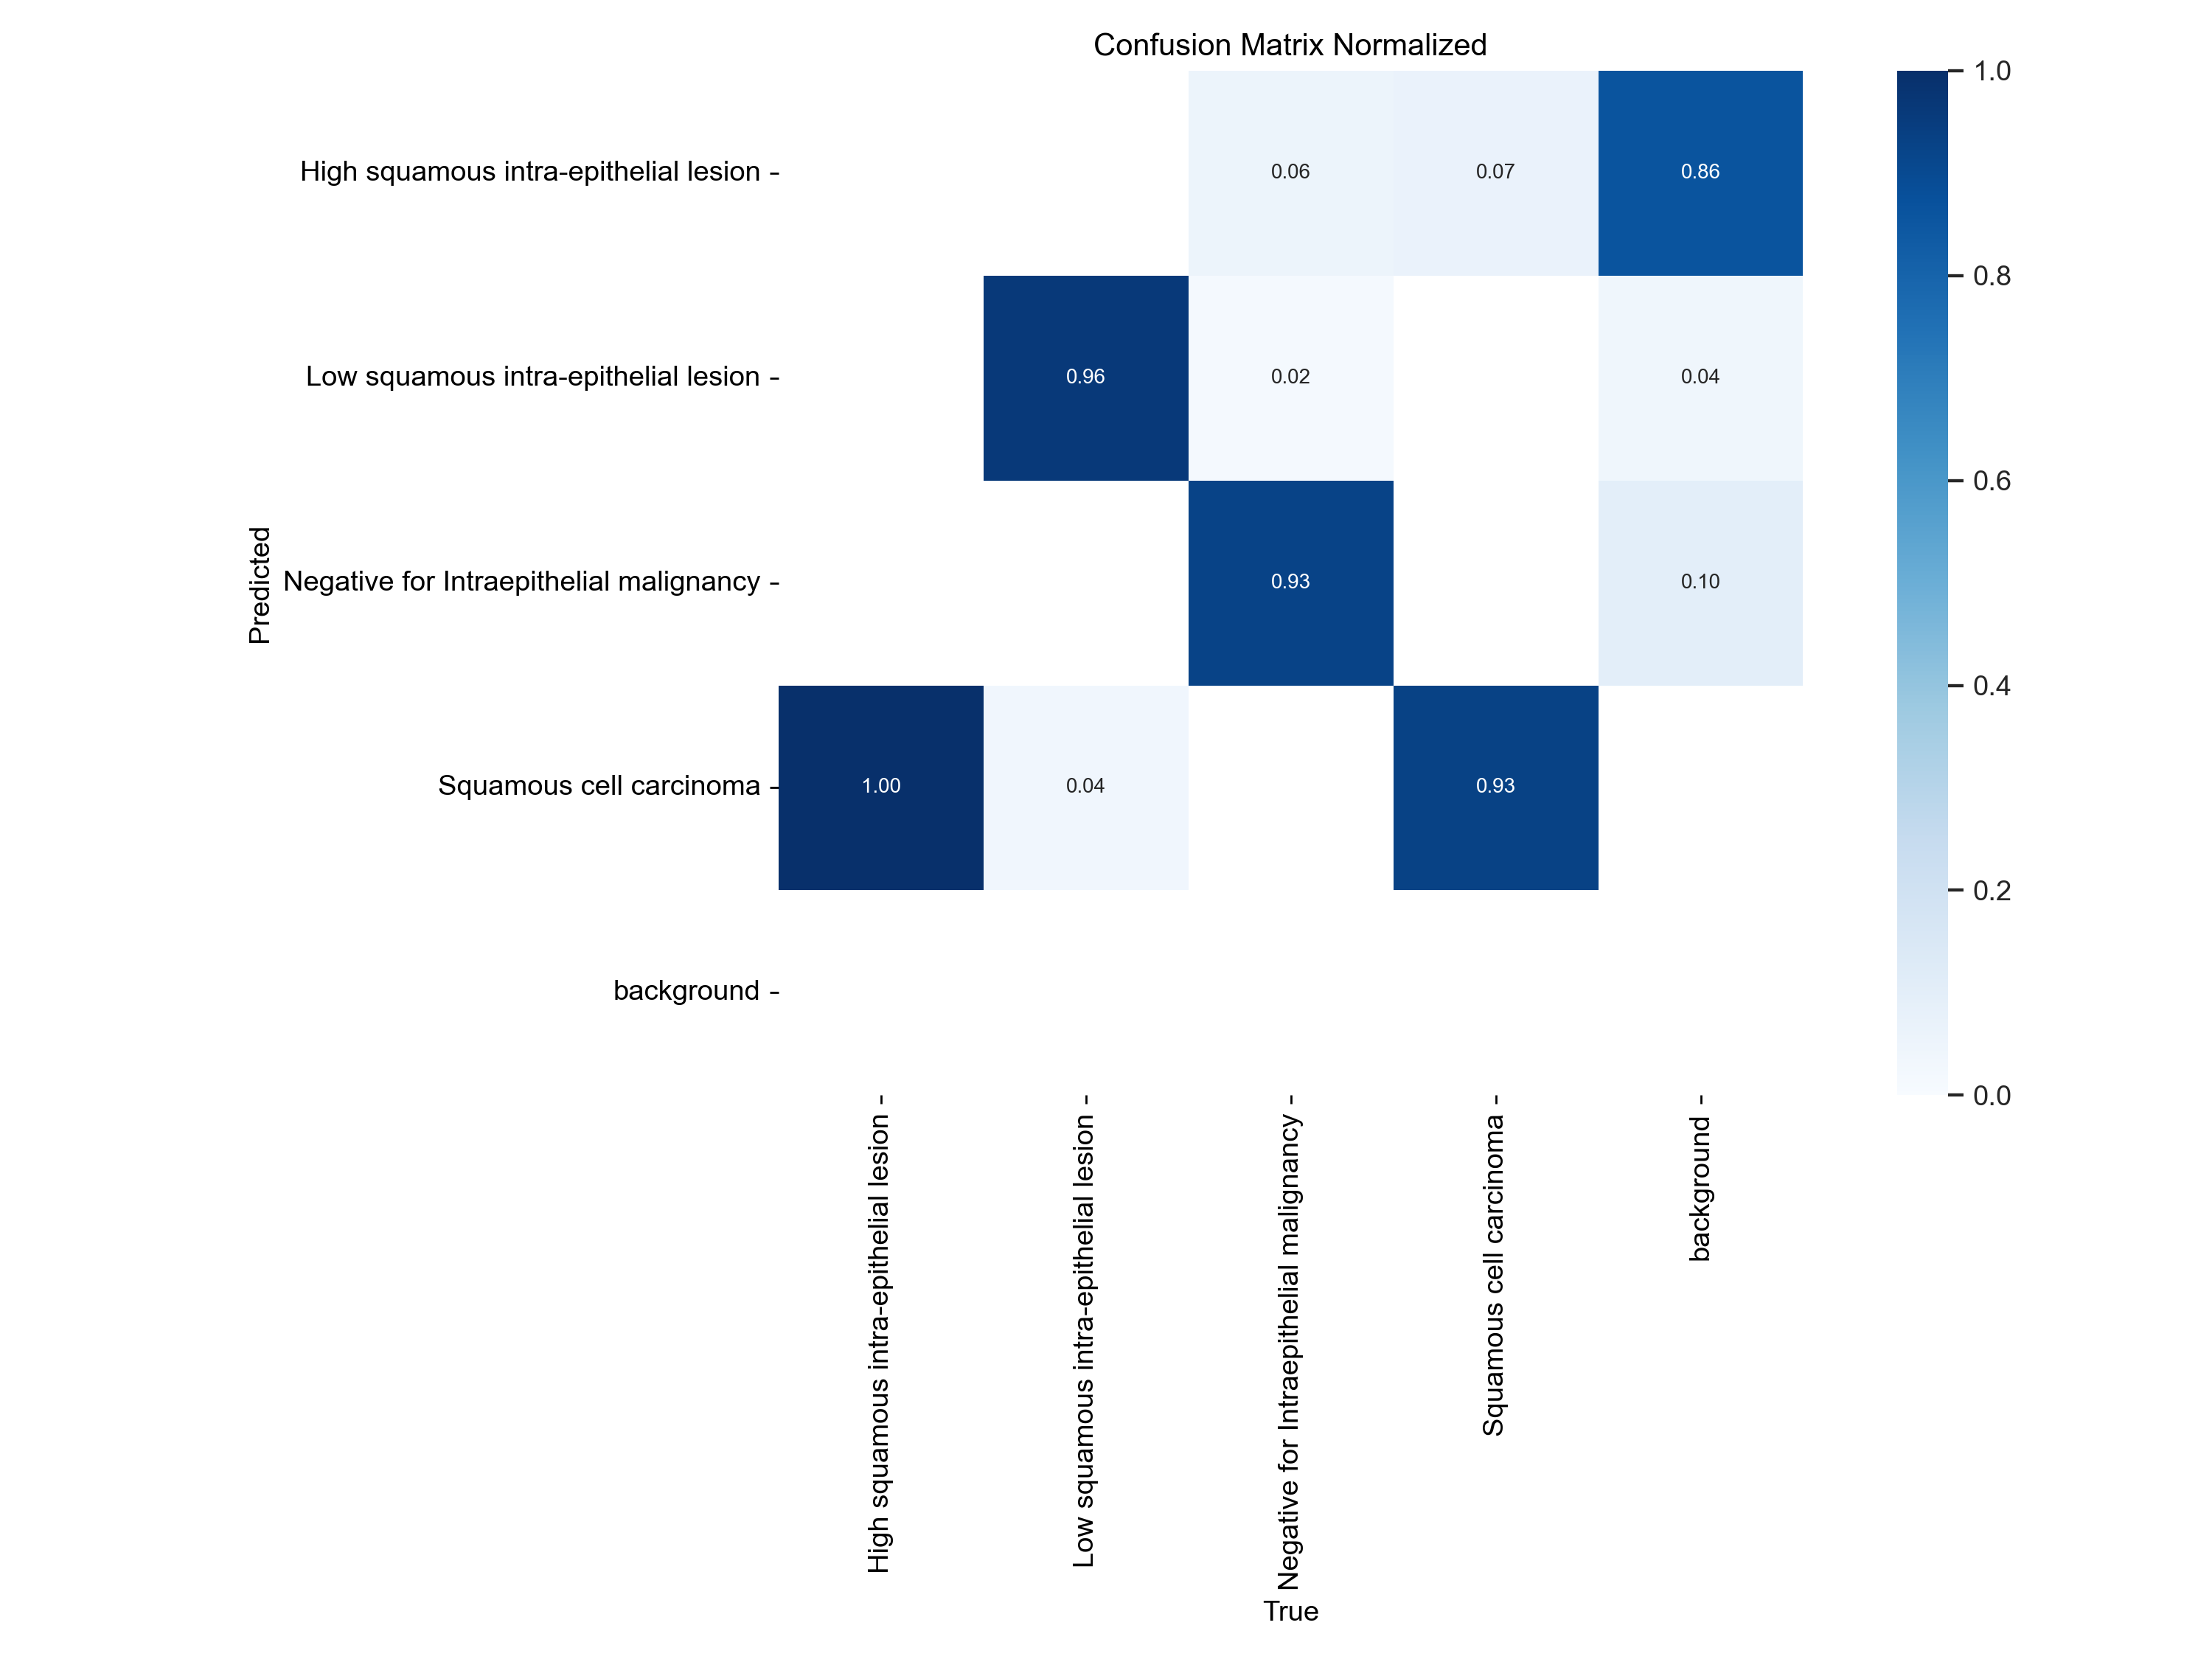 Confusion Matrix Normalized
High squamous intra-epithelial lesion
0.06 0.07 0.86
Low squamous intra-epithelial lesion
0.96 0.02 0.04
Negative for Intraepithelial malignancy
0.93 0.10
Squamous cell carcinoma
1.00 0.04 0.93
background
Predicted
High squamous intra-epithelial lesion
Low squamous intra-epithelial lesion
Negative for Intraepithelial malignancy
Squamous cell carcinoma
background
True
1.0
0.8
0.6
0.4
0.2
0.0